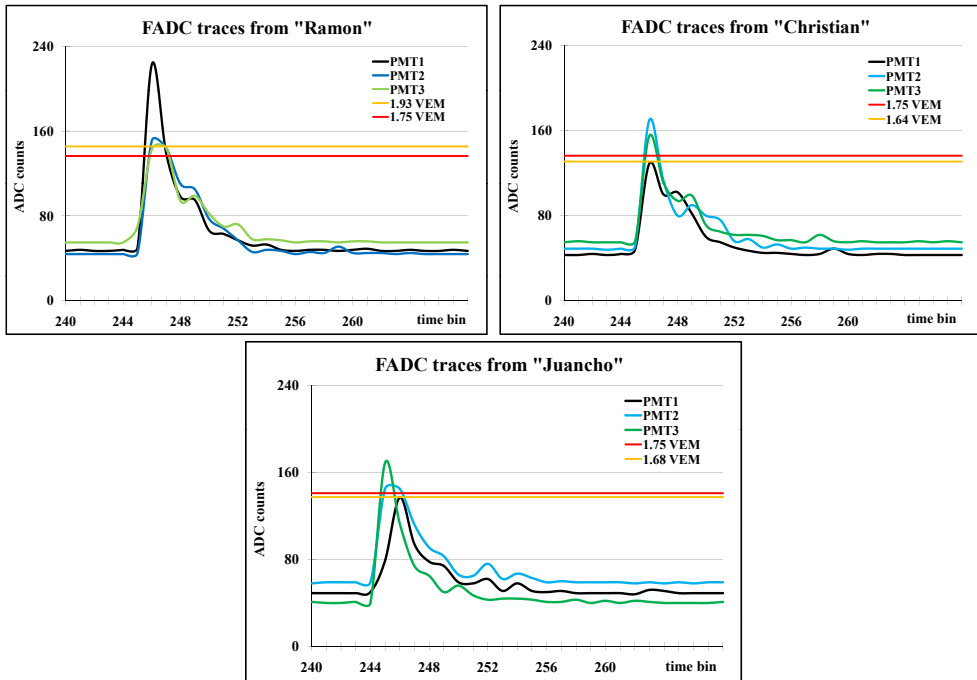 FADC traces from "Ramon"
240
160
80
0
ADC counts
PMT1
PMT2
PMT3
1.93 VEM
1.75 VEM
240 244 248 252 256 260 time bin
FADC traces from "Christian"
240
160
80
0
ADC counts
PMT1
PMT2
PMT3
1.75 VEM
1.64 VEM
240 244 248 252 256 260 time bin
FADC traces from "Juancho"
240
160
80
0
ADC counts
PMT1
PMT2
PMT3
1.75 VEM
1.68 VEM
240 244 248 252 256 260 time bin